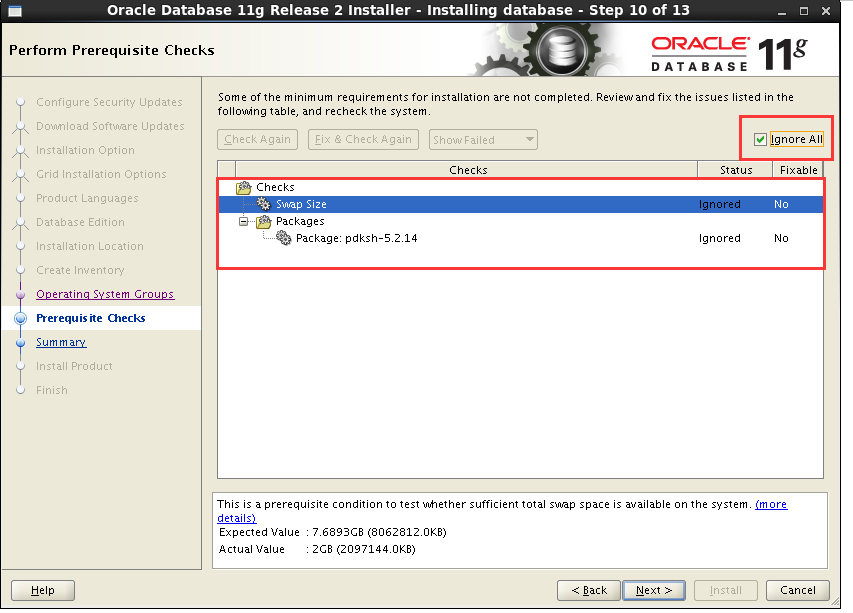 Oracle Database 11g Release 2 Installer - Installing database - Step 10 of 13
Perform Prerequisite Checks
ORACLE
DATABASE
11g
Configure Security Updates
Download Software Updates
Installation Option
Grid Installation Options
Product Languages
Database Edition
Installation Location
Create Inventory
Operating System Groups
Prerequisite Checks
Summary
Install Product
Finish
Some of the minimum requirements for installation are not completed. Review and fix the issues listed in the
following table, and recheck the system.
Check Again Fix & Check Again Show Failed Ignore All
Checks Status Fixable
Checks
Swap Size Ignored No
Packages
Package: pdksh-5.2.14 Ignored No
This is a prerequisite condition to test whether sufficient total swap space is available on the system. (more
details)
Expected Value : 7.6893GB (8062812.0KB)
Actual Value : 2GB (2097144.0KB)
Help < Back Next > Install Cancel